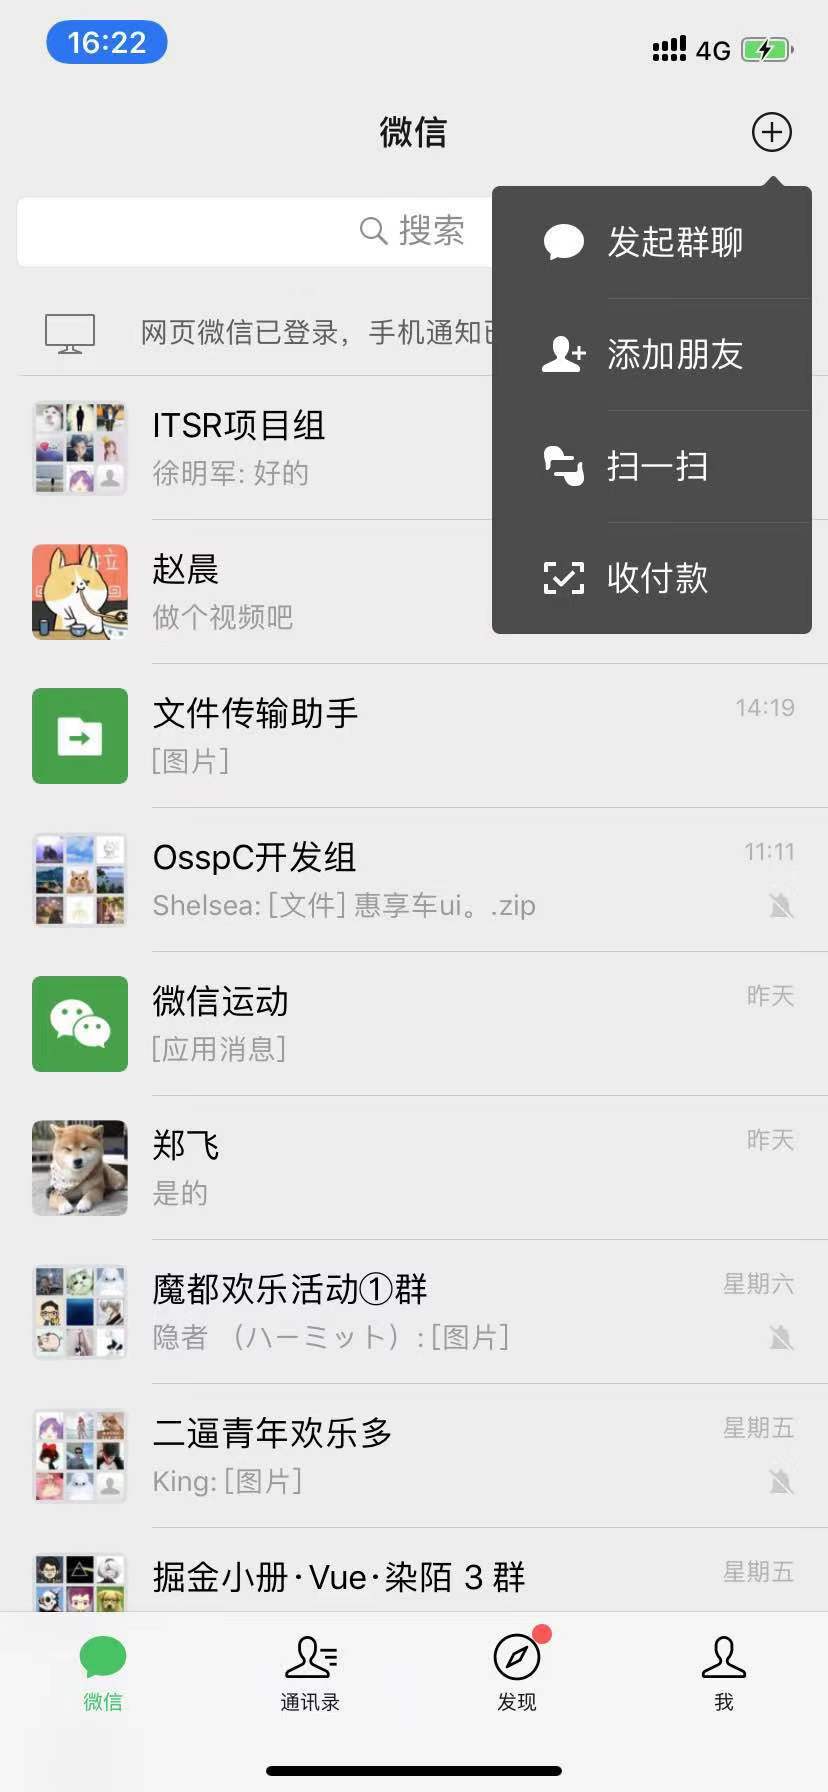 16:22
4G
微信
搜索
发起群聊
添加朋友
扫一扫
收付款
网页微信已登录，手机通知已
ITSR项目组
徐明军: 好的
赵晨
做个视频吧
文件传输助手
14:19
[图片]
OsspC开发组
11:11
Shelsea: [文件] 惠享车ui。.zip
微信运动
昨天
[应用消息]
郑飞
昨天
是的
魔都欢乐活动①群
星期六
隐者 （ハーミット）: [图片]
二逼青年欢乐多
星期五
King: [图片]
掘金小册·Vue·染陌 3 群
星期五
微信
通讯录
发现
我